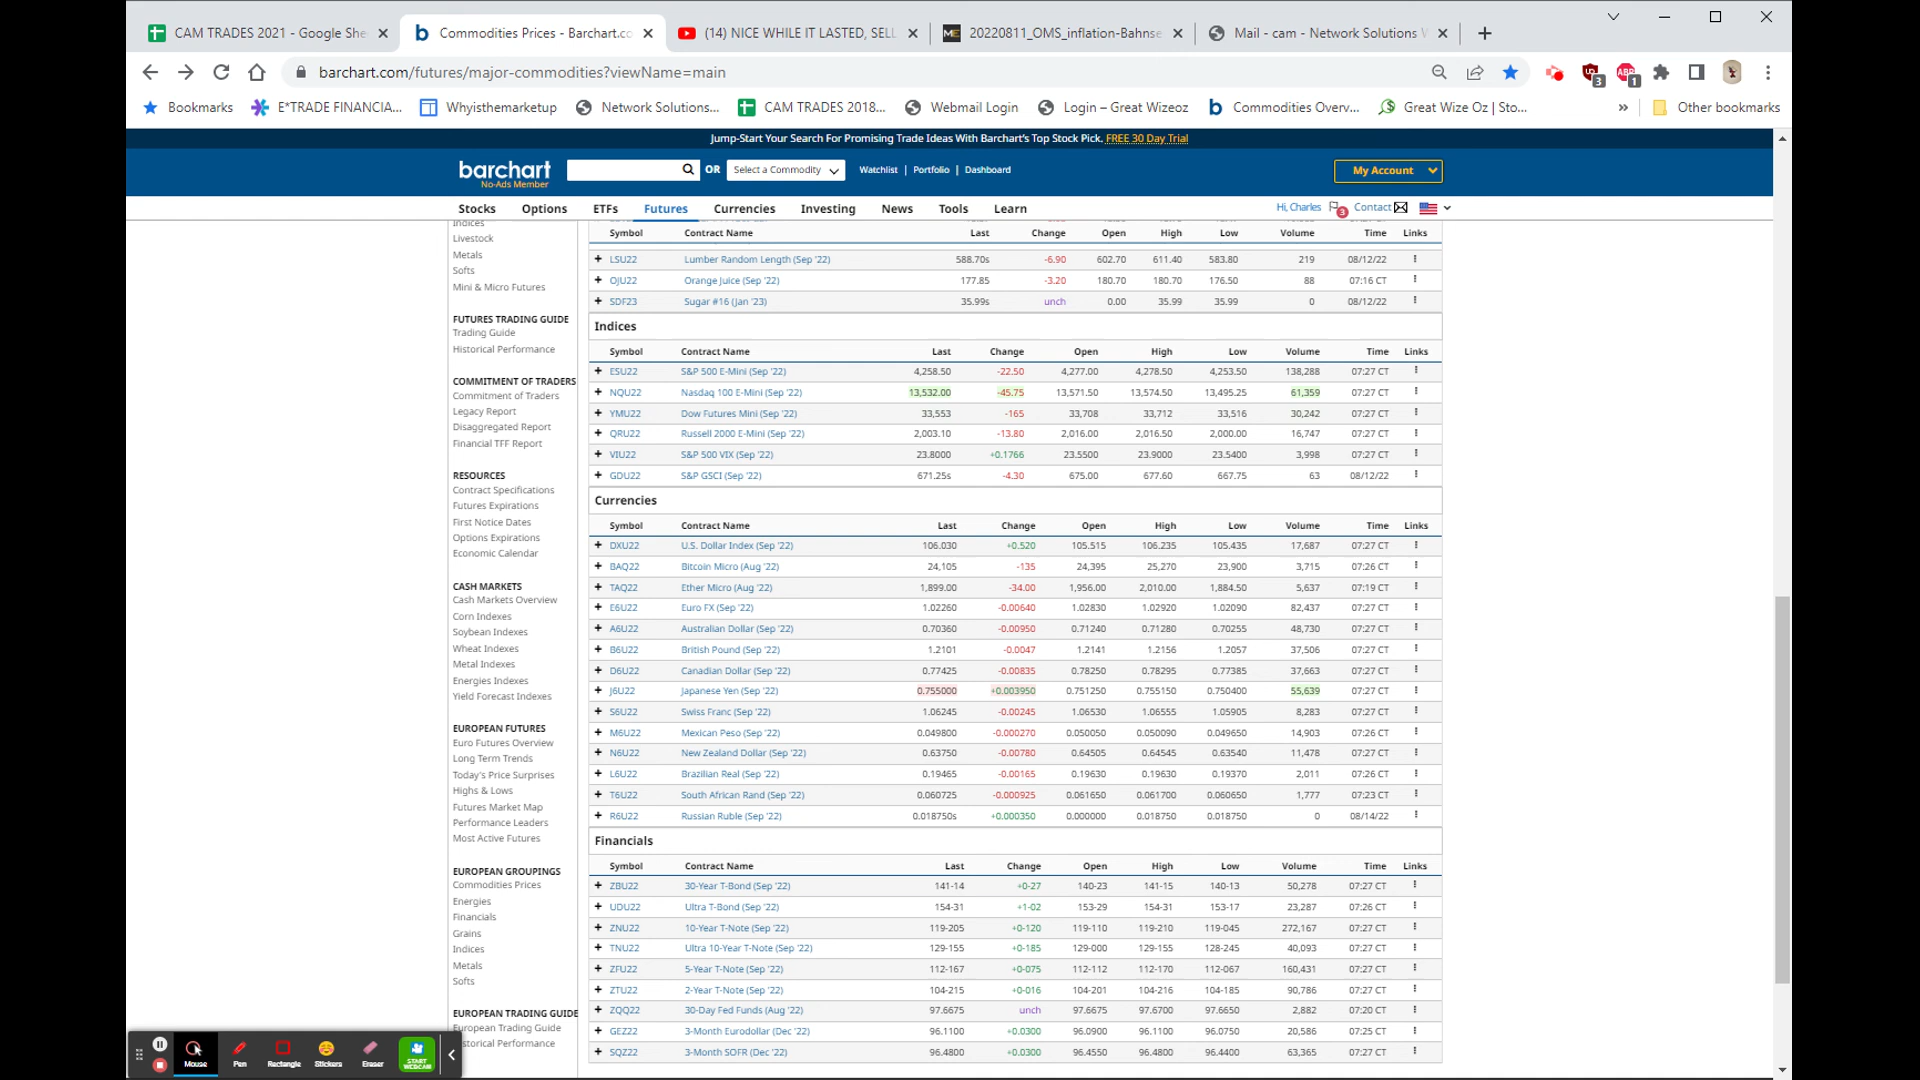 CAM TRADES 2021 - Google She
Commodities Prices - Barchart.co
(14) NICE WHILE IT LASTED, SELL
20220811_OMS_inflation-Bahnse
Mail - cam - Network Solutions W
barchart.com/futures/major-commodities?viewName=main
Bookmarks E*TRADE FINANCIA... Whyisthemarketup Network Solutions... CAM TRADES 2018... Webmail Login Login – Great Wizeoz Commodities Overv... Great Wize Oz | Sto... » Other bookmarks
Jump-Start Your Search For Promising Trade Ideas With Barchart's Top Stock Pick. FREE 30 Day Trial
barchart OR Select a Commodity Watchlist | Portfolio | Dashboard My Account
No-Ads Member
Stocks Options ETFs Futures Currencies Investing News Tools Learn Hi, Charles 3 Contact
Indices
Livestock
Metals
Softs
Mini & Micro Futures
FUTURES TRADING GUIDE
Trading Guide
Historical Performance
COMMITMENT OF TRADERS
Commitment of Traders
Legacy Report
Disaggregated Report
Financial TFF Report
RESOURCES
Contract Specifications
Futures Expirations
First Notice Dates
Options Expirations
Economic Calendar
CASH MARKETS
Cash Markets Overview
Corn Indexes
Soybean Indexes
Wheat Indexes
Metal Indexes
Energies Indexes
Yield Forecast Indexes
EUROPEAN FUTURES
Euro Futures Overview
Long Term Trends
Today's Price Surprises
Highs & Lows
Futures Market Map
Performance Leaders
Most Active Futures
EUROPEAN GROUPINGS
Commodities Prices
Energies
Financials
Grains
Indices
Metals
Softs
EUROPEAN TRADING GUIDE
European Trading Guide
storical Performance
Symbol Contract Name Last Change Open High Low Volume Time Links
+ LSU22 Lumber Random Length (Sep '22) 588.70s -6.90 602.70 611.40 583.80 219 08/12/22
+ OJU22 Orange Juice (Sep '22) 177.85 -3.20 180.70 180.70 176.50 88 07:16 CT
+ SDF23 Sugar #16 (Jan '23) 35.99s unch 0.00 35.99 35.99 0 08/12/22
Indices
Symbol Contract Name Last Change Open High Low Volume Time Links
+ ESU22 S&P 500 E-Mini (Sep '22) 4,258.50 -22.50 4,277.00 4,278.50 4,253.50 138,288 07:27 CT
+ NQU22 Nasdaq 100 E-Mini (Sep '22) 13,532.00 -45.75 13,571.50 13,574.50 13,495.25 61,359 07:27 CT
+ YMU22 Dow Futures Mini (Sep '22) 33,553 -165 33,708 33,712 33,516 30,242 07:27 CT
+ QRU22 Russell 2000 E-Mini (Sep '22) 2,003.10 -13.80 2,016.00 2,016.50 2,000.00 16,747 07:27 CT
+ VIU22 S&P 500 VIX (Sep '22) 23.8000 +0.1766 23.5500 23.9000 23.5400 3,998 07:27 CT
+ GDU22 S&P GSCI (Sep '22) 671.25s -4.30 675.00 677.60 667.75 63 08/12/22
Currencies
Symbol Contract Name Last Change Open High Low Volume Time Links
+ DXU22 U.S. Dollar Index (Sep '22) 106.030 +0.520 105.515 106.235 105.435 17,687 07:27 CT
+ BAQ22 Bitcoin Micro (Aug '22) 24,105 -135 24,395 25,270 23,900 3,715 07:26 CT
+ TAQ22 Ether Micro (Aug '22) 1,899.00 -34.00 1,956.00 2,010.00 1,884.50 5,637 07:19 CT
+ E6U22 Euro FX (Sep '22) 1.02260 -0.00640 1.02830 1.02920 1.02090 82,437 07:27 CT
+ A6U22 Australian Dollar (Sep '22) 0.70360 -0.00950 0.71240 0.71280 0.70255 48,730 07:27 CT
+ B6U22 British Pound (Sep '22) 1.2101 -0.0047 1.2141 1.2156 1.2057 37,506 07:27 CT
+ D6U22 Canadian Dollar (Sep '22) 0.77425 -0.00835 0.78250 0.78295 0.77385 37,663 07:27 CT
+ J6U22 Japanese Yen (Sep '22) 0.755000 +0.003950 0.751250 0.755150 0.750400 55,639 07:27 CT
+ S6U22 Swiss Franc (Sep '22) 1.06245 -0.00245 1.06530 1.06555 1.05905 8,283 07:27 CT
+ M6U22 Mexican Peso (Sep '22) 0.049800 -0.000270 0.050050 0.050090 0.049650 14,903 07:26 CT
+ N6U22 New Zealand Dollar (Sep '22) 0.63750 -0.00780 0.64505 0.64545 0.63540 11,478 07:27 CT
+ L6U22 Brazilian Real (Sep '22) 0.19465 -0.00165 0.19630 0.19630 0.19370 2,011 07:26 CT
+ T6U22 South African Rand (Sep '22) 0.060725 -0.000925 0.061650 0.061700 0.060650 1,777 07:23 CT
+ R6U22 Russian Ruble (Sep '22) 0.018750s +0.000350 0.000000 0.018750 0.018750 0 08/14/22
Financials
Symbol Contract Name Last Change Open High Low Volume Time Links
+ ZBU22 30-Year T-Bond (Sep '22) 141-14 +0-27 140-23 141-15 140-13 50,278 07:27 CT
+ UDU22 Ultra T-Bond (Sep '22) 154-31 +1-02 153-29 154-31 153-17 23,287 07:26 CT
+ ZNU22 10-Year T-Note (Sep '22) 119-205 +0-120 119-110 119-210 119-045 272,167 07:27 CT
+ TNU22 Ultra 10-Year T-Note (Sep '22) 129-155 +0-185 129-000 129-155 128-245 40,093 07:27 CT
+ ZFU22 5-Year T-Note (Sep '22) 112-167 +0-075 112-112 112-170 112-067 160,431 07:27 CT
+ ZTU22 2-Year T-Note (Sep '22) 104-215 +0-016 104-201 104-216 104-185 90,786 07:27 CT
+ ZQQ22 30-Day Fed Funds (Aug '22) 97.6675 unch 97.6675 97.6700 97.6650 2,882 07:20 CT
+ GEZ22 3-Month Eurodollar (Dec '22) 96.1100 +0.0300 96.0900 96.1100 96.0750 20,586 07:25 CT
+ SQZ22 3-Month SOFR (Dec '22) 96.4800 +0.0300 96.4550 96.4800 96.4400 63,365 07:27 CT
Mouse Pen Rectangle Stickers Eraser START WEBCAM